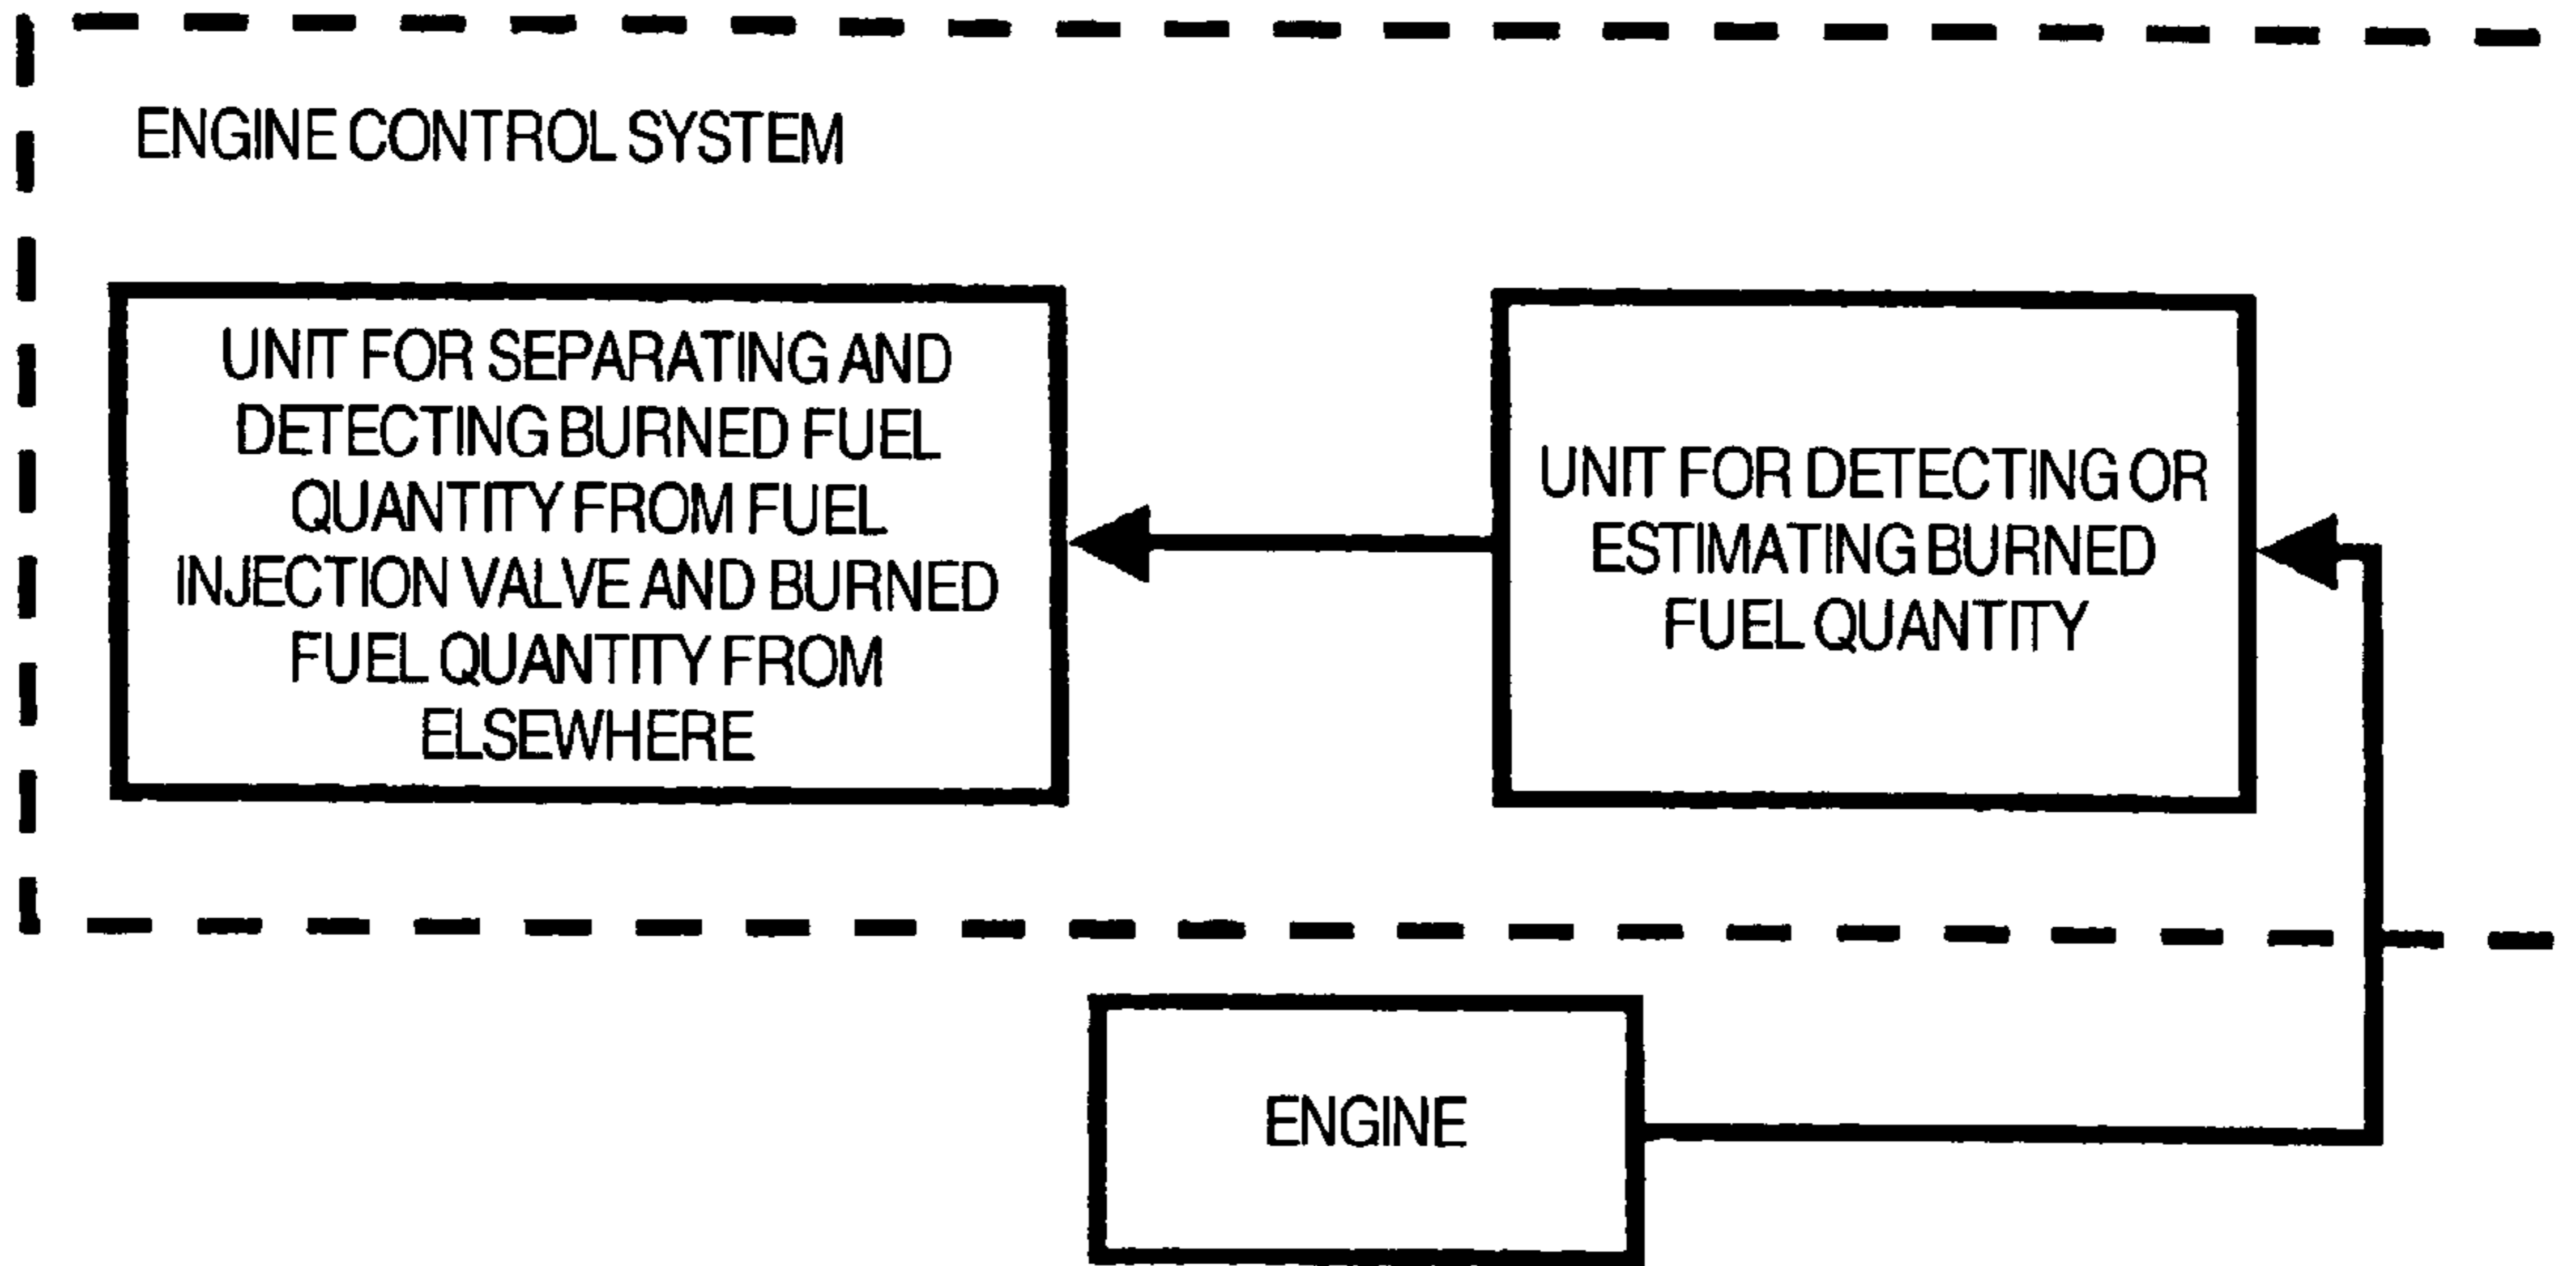 ENGINE CONTROL SYSTEM
UNIT FOR SEPARATING AND
DETECTING BURNED FUEL
QUANTITY FROM FUEL
INJECTION VALVE AND BURNED
FUEL QUANTITY FROM
ELSEWHERE
UNIT FOR DETECTING OR
ESTIMATING BURNED
FUEL QUANTITY
ENGINE